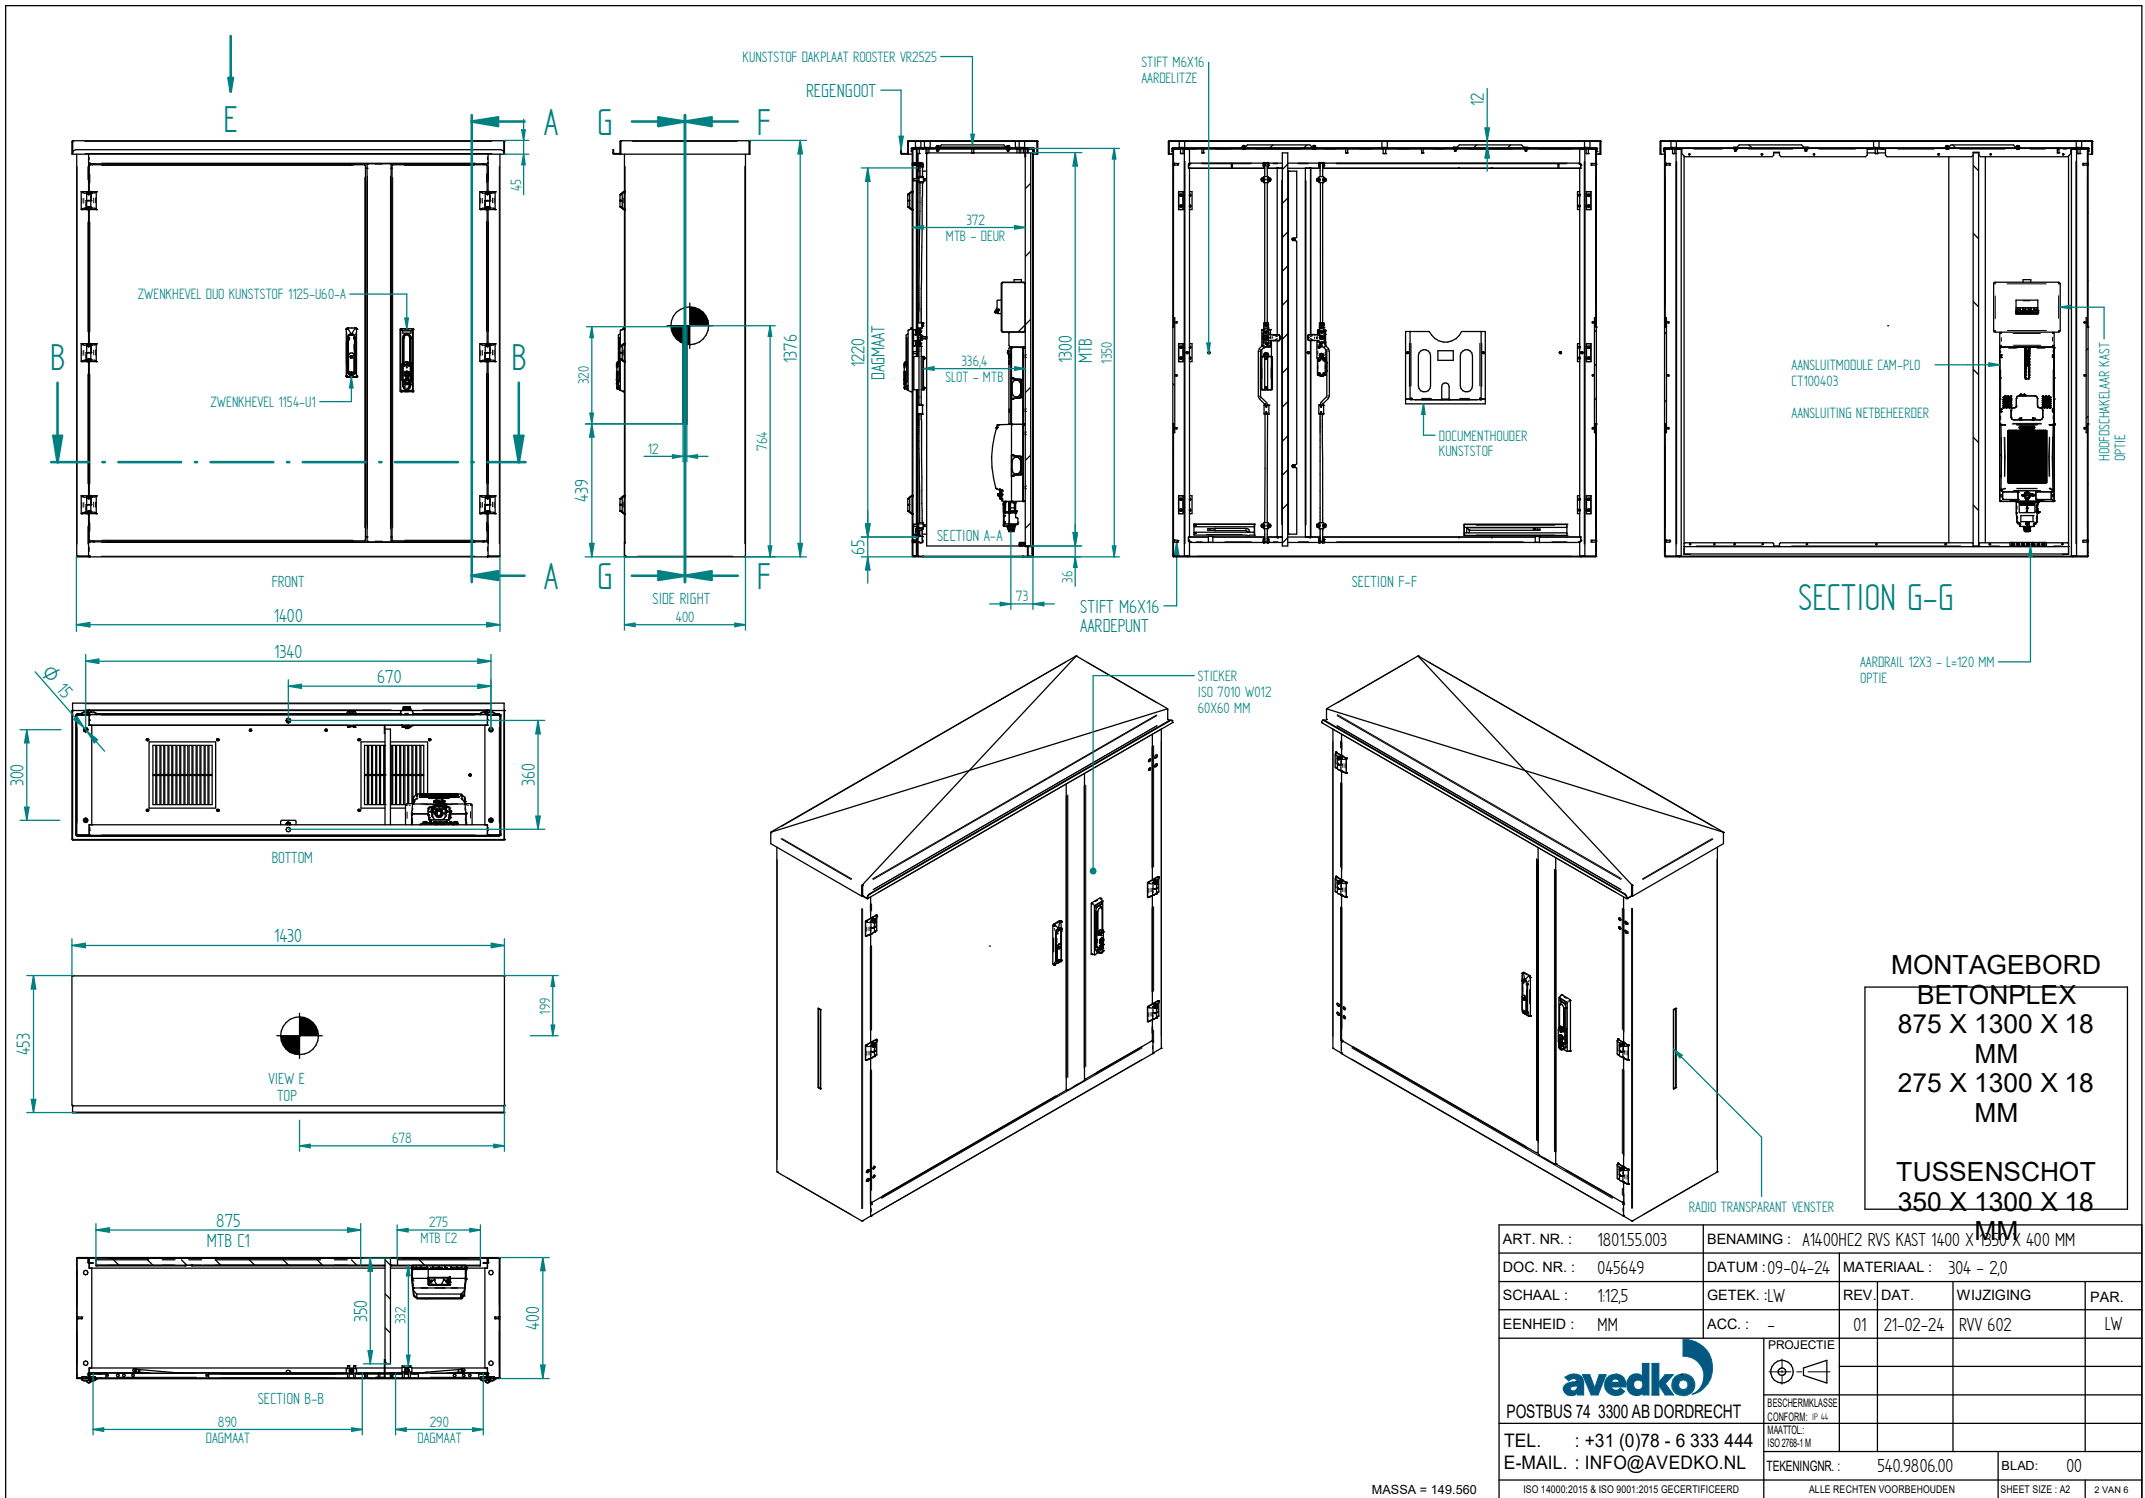 E
A
G
F
KUNSTSTOF DAKPLAAT ROOSTER VR2525
REGENGOOT
STIFT M6X16
AARDELITZE
12
45
ZWENKHEVEL DUO KUNSTSTOF 1125-U60-A
ZWENKHEVEL 1154-U1
B
B
FRONT
1400
A
320
439
12
764
1376
G
F
SIDE RIGHT
400
1220
DAGMAAT
372
MTB - DEUR
336,4
SLOT - MTB
1300
MTB
1350
SECTION A-A
65
36
73
STIFT M6X16
AARDEPUNT
DOCUMENTHOUDER
KUNSTSTOF
SECTION F-F
AANSLUITMODULE CAM-PLO
CT100403
AANSLUITING NETBEHEERDER
HOOFDSCHAKELAAR KAST
OPTIE
SECTION G-G
AARDRAIL 12X3 - L=120 MM
OPTIE
1340
670
Ø 15
300
360
BOTTOM
STICKER
ISO 7010 W012
60X60 MM
RADIO TRANSPARANT VENSTER
1430
453
199
VIEW E
TOP
678
875
MTB C1
275
MTB C2
350
332
400
SECTION B-B
890
DAGMAAT
290
DAGMAAT
MONTAGEBORD
BETONPLEX
875 X 1300 X 18
MM
275 X 1300 X 18
MM
TUSSENSCHOT
350 X 1300 X 18
MM
ART. NR. : 180155.003
BENAMING : A1400HC2 RVS KAST 1400 X 1350 X 400 MM
DOC. NR. : 045649
DATUM : 09-04-24
MATERIAAL : 304 - 2,0
SCHAAL : 1:12,5
GETEK. : LW
REV. DAT. WIJZIGING PAR.
EENHEID : MM
ACC. : -
01 21-02-24 RVV 602 LW
avedko
PROJECTIE
POSTBUS 74 3300 AB DORDRECHT
BESCHERMKLASSE
CONFORM: IP 44
TEL. : +31 (0)78 - 6 333 444
MAATTOL.:
ISO 2768-1 M
E-MAIL. : INFO@AVEDKO.NL
TEKENINGNR. : 540.9806.00
BLAD: 00
MASSA = 149.560
ISO 14000:2015 & ISO 9001:2015 GECERTIFICEERD
ALLE RECHTEN VOORBEHOUDEN
SHEET SIZE : A2
2 VAN 6